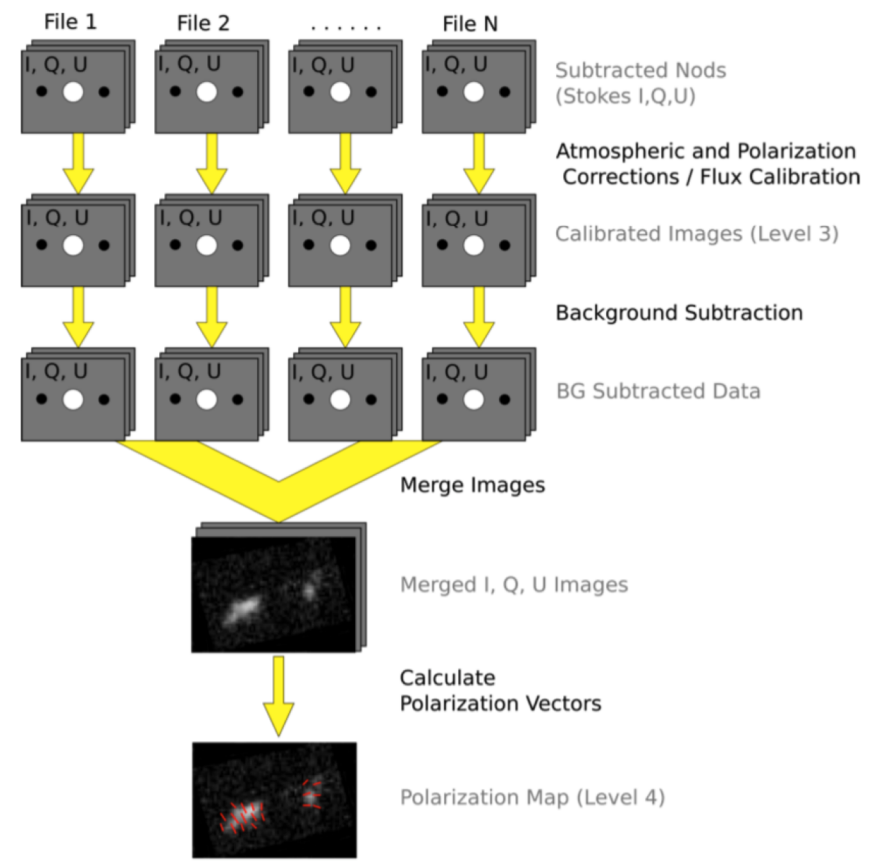 File 1
File 2
. . . . . .
File N
I, Q, U
I, Q, U
I, Q, U
I, Q, U
Subtracted Nods
(Stokes I,Q,U)
Atmospheric and Polarization
Corrections / Flux Calibration
I, Q, U
I, Q, U
I, Q, U
I, Q, U
Calibrated Images (Level 3)
Background Subtraction
I, Q, U
I, Q, U
I, Q, U
I, Q, U
BG Subtracted Data
Merge Images
Merged I, Q, U Images
Calculate
Polarization Vectors
Polarization Map (Level 4)